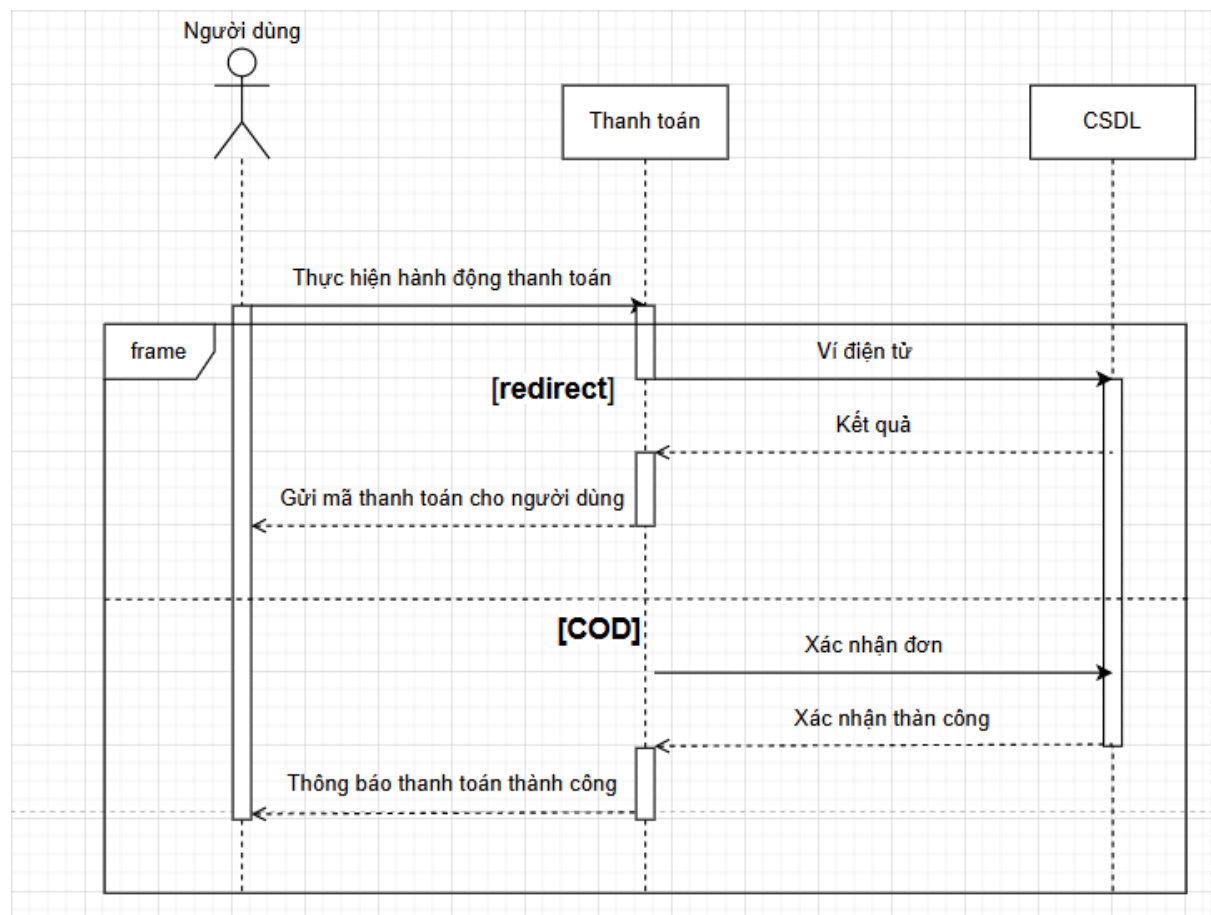 Người dùng
Thanh toán
CSDL
Thực hiện hành động thanh toán
frame
Ví điện tử
[redirect]
Kết quả
Gửi mã thanh toán cho người dùng
[COD]
Xác nhận đơn
Xác nhận thàn công
Thông báo thanh toán thành công